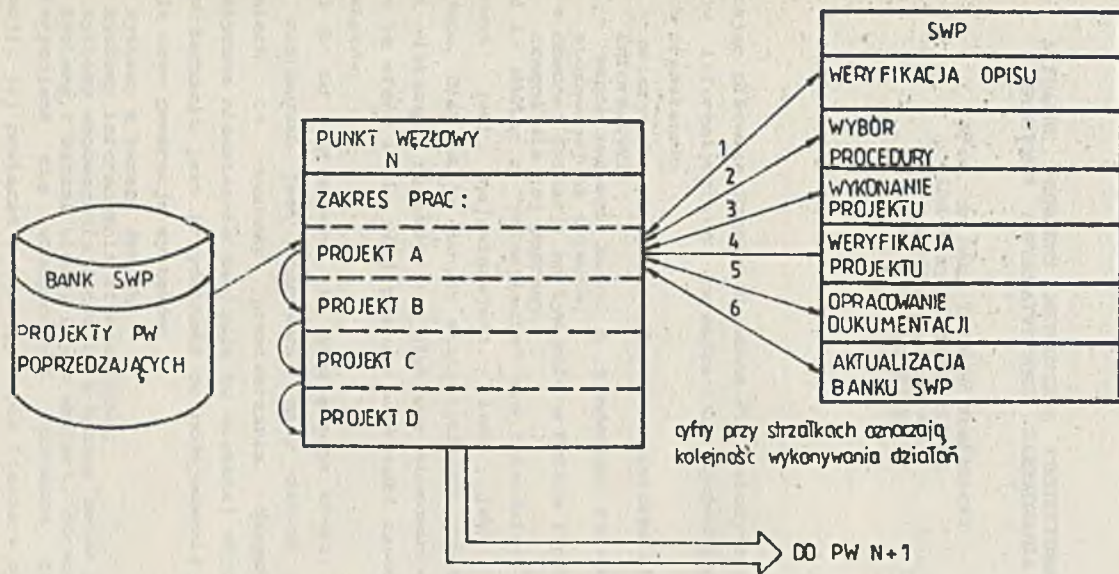 BANK SWP
PROJEKTY PW
POPRZEDZAJĄCYCH
PUNKT WĘZŁOWY
N
ZAKRES PRAC:
PROJEKT A
PROJEKT B
PROJEKT C
PROJEKT D
1
2
3
4
5
6
SWP
WERYFIKACJA OPISU
WYBÓR
PROCEDURY
WYKONANIE
PROJEKTU
WERYFIKACJA
PROJEKTU
OPRACOWANIE
DUKUMENTACJI
AKTUALIZACJA
BANKU SWP
cyfry przy strzałkach oznaczają
kolejność wykonywania działań
DO PW N+1